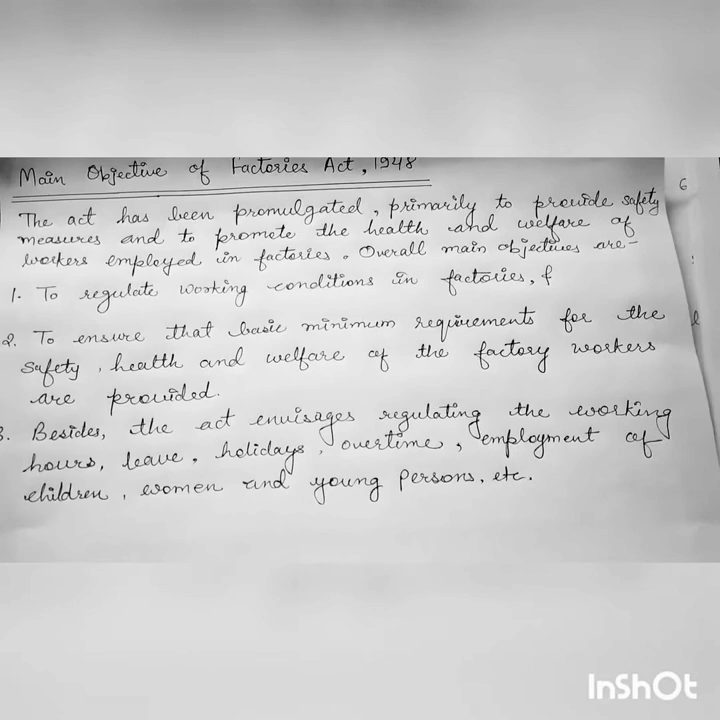 Main Objective of Factories Act, 1948
6
The act has been promulgated, primarily to provide safety
measures and to promote the health and welfare of
workers employed in factories. Overall main objectives are-
1. To regulate working conditions in factories, &
2. To ensure that basic minimum requirements for the
safety, health and welfare of the factory workers
are provided.
3. Besides, the act envisages regulating the working
hours, leave, holidays, overtime, employment of
children, women and young persons, etc.
InShOt